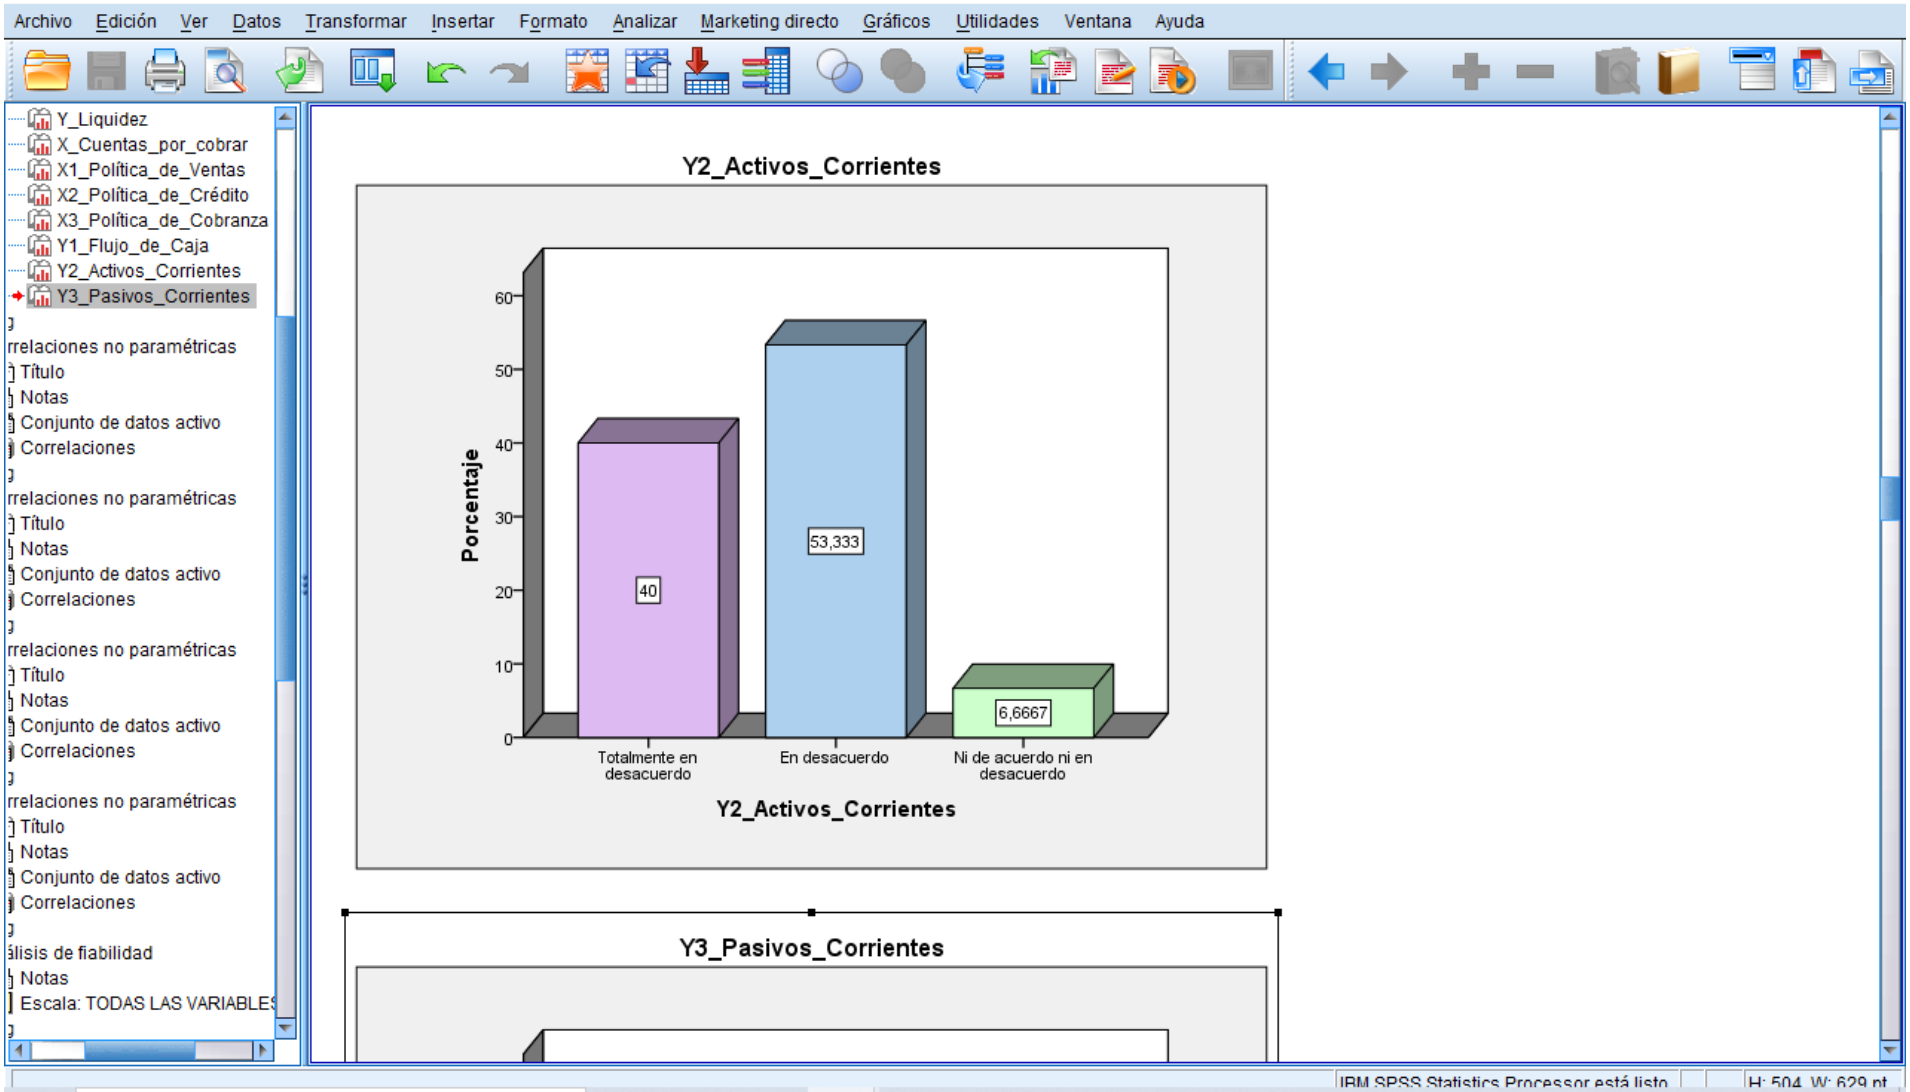 Archivo Edición Ver Datos Transformar Insertar Formato Analizar Marketing directo Gráficos Utilidades Ventana Ayuda
Y_Liquidez
X_Cuentas_por_cobrar
X1_Política_de_Ventas
X2_Política_de_Crédito
X3_Política_de_Cobranza
Y1_Flujo_de_Caja
Y2_Activos_Corrientes
Y3_Pasivos_Corrientes
g
rrelaciones no paramétricas
Título
Notas
Conjunto de datos activo
Correlaciones
g
rrelaciones no paramétricas
Título
Notas
Conjunto de datos activo
Correlaciones
g
rrelaciones no paramétricas
Título
Notas
Conjunto de datos activo
Correlaciones
g
rrelaciones no paramétricas
Título
Notas
Conjunto de datos activo
Correlaciones
g
álisis de fiabilidad
Notas
Escala: TODAS LAS VARIABLES
g
Y2_Activos_Corrientes
Porcentaje
60
50
40
30
20
10
0
40
53,333
6,6667
Totalmente en
desacuerdo
En desacuerdo
Ni de acuerdo ni en
desacuerdo
Y2_Activos_Corrientes
Y3_Pasivos_Corrientes
IBM SPSS Statistics Processor está listo
H: 504, W: 629 pt.